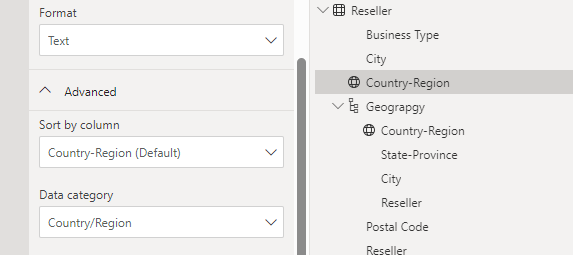 Format
Text
Advanced
Sort by column
Country-Region (Default)
Data category
Country/Region
Reseller
Business Type
City
Country-Region
Geograpgy
Country-Region
State-Province
City
Reseller
Postal Code
Reseller